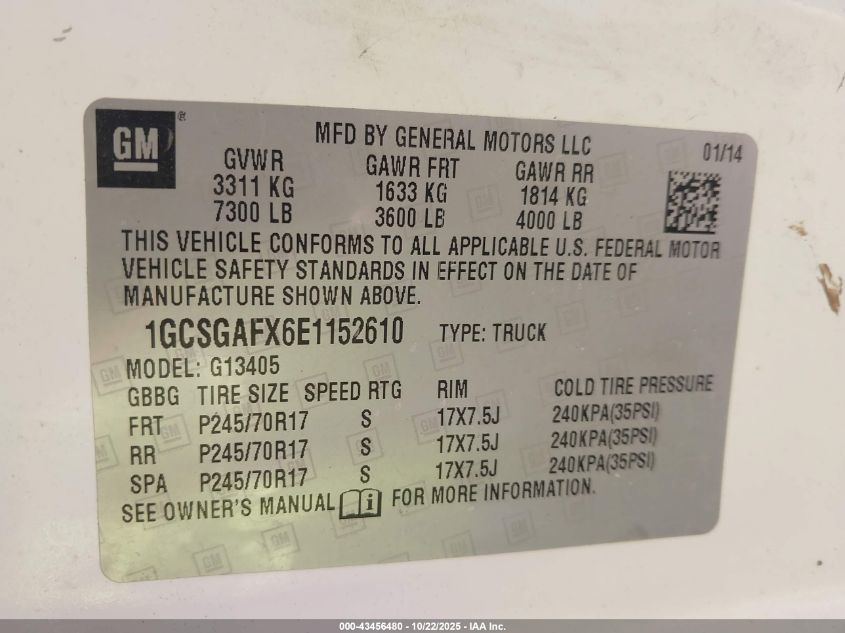 GM®
MFD BY GENERAL MOTORS LLC
01/14
GVWR GAWR FRT GAWR RR
3311 KG 1633 KG 1814 KG
7300 LB 3600 LB 4000 LB
THIS VEHICLE CONFORMS TO ALL APPLICABLE U.S. FEDERAL MOTOR
VEHICLE SAFETY STANDARDS IN EFFECT ON THE DATE OF
MANUFACTURE SHOWN ABOVE.
1GCSGAFX6E1152610 TYPE: TRUCK
MODEL: G13405
GBBG TIRE SIZE SPEED RTG RIM COLD TIRE PRESSURE
FRT P245/70R17 S 17X7.5J 240KPA(35PSI)
RR P245/70R17 S 17X7.5J 240KPA(35PSI)
SPA P245/70R17 S 17X7.5J 240KPA(35PSI)
SEE OWNER'S MANUAL i FOR MORE INFORMATION.
000-43456480 - 10/22/2025 - IAA Inc.